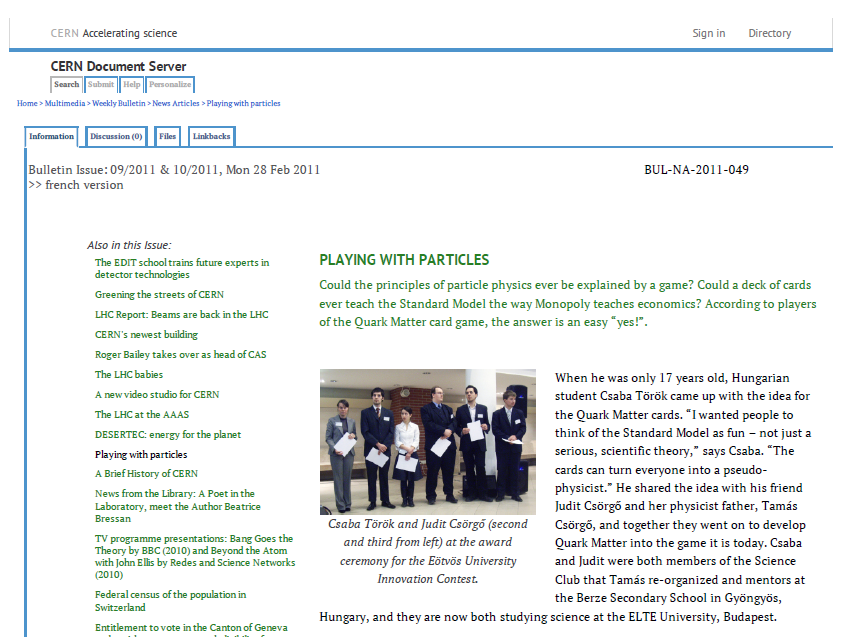 CERN Accelerating science
Sign in Directory
CERN Document Server
Search Submit Help Personalize
Home > Multimedia > Weekly Bulletin > News Articles > Playing with particles
Information Discussion (0) Files Linkbacks
Bulletin Issue: 09/2011 & 10/2011, Mon 28 Feb 2011
BUL-NA-2011-049
>> french version
Also in this Issue:
The EDIT school trains future experts in
detector technologies
Greening the streets of CERN
LHC Report: Beams are back in the LHC
CERN's newest building
Roger Bailey takes over as head of CAS
The LHC babies
A new video studio for CERN
The LHC at the AAAS
DESERTEC: energy for the planet
Playing with particles
A Brief History of CERN
News from the Library: A Poet in the
Laboratory, meet the Author Beatrice
Bressan
TV programme presentations: Bang Goes the
Theory by BBC (2010) and Beyond the Atom
with John Ellis by Redes and Science Networks
(2010)
Federal census of the population in
Switzerland
Entitlement to vote in the Canton of Geneva
PLAYING WITH PARTICLES
Could the principles of particle physics ever be explained by a game? Could a deck of cards
ever teach the Standard Model the way Monopoly teaches economics? According to players
of the Quark Matter card game, the answer is an easy “yes!”.
Csaba Török and Judit Csörgő (second
and third from left) at the award
ceremony for the Eötvös University
Innovation Contest.
When he was only 17 years old, Hungarian
student Csaba Török came up with the idea for
the Quark Matter cards. “I wanted people to
think of the Standard Model as fun – not just a
serious, scientific theory,” says Csaba. “The
cards can turn everyone into a pseudo-
physicist.” He shared the idea with his friend
Judit Csörgő and her physicist father, Tamás
Csörgő, and together they went on to develop
Quark Matter into the game it is today. Csaba
and Judit were both members of the Science
Club that Tamás re-organized and mentors at
the Berze Secondary School in Gyöngyös,
Hungary, and they are now both studying science at the ELTE University, Budapest.